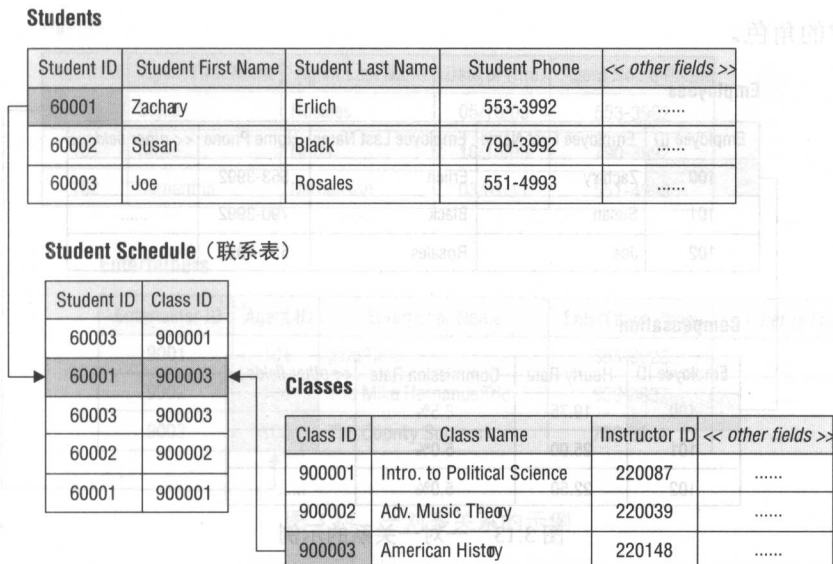 Students
Student ID Student First Name Student Last Name Student Phone << other fields >>
60001 Zachary Erlich 553-3992 ......
60002 Susan Black 790-3992 ......
60003 Joe Rosales 551-4993 ......
Student Schedule（联系表）
Student ID Class ID
60003 900001
60001 900003
60003 900003
60002 900002
60001 900001
Classes
Class ID Class Name Instructor ID << other fields >>
900001 Intro. to Political Science 220087 ......
900002 Adv. Music Theory 220039 ......
900003 American History 220148 ......